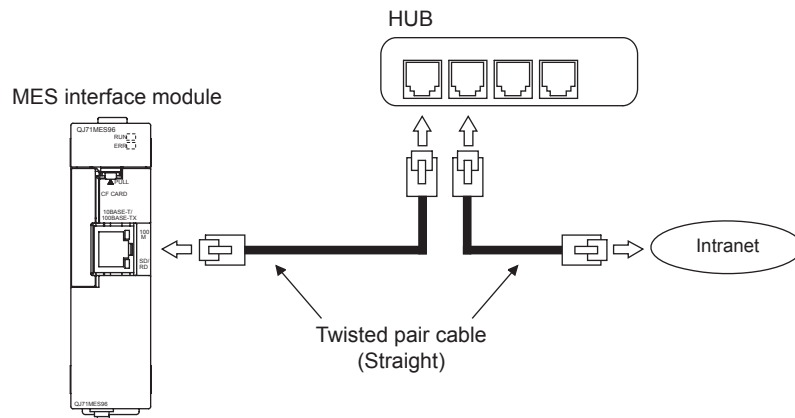 HUB
MES interface module
QJ71MES96
RUN
ERR
PULL
CF CARD
10BASE-T/
100BASE-TX
100
M
SD/
RD
Intranet
Twisted pair cable
(Straight)
QJ71MES96